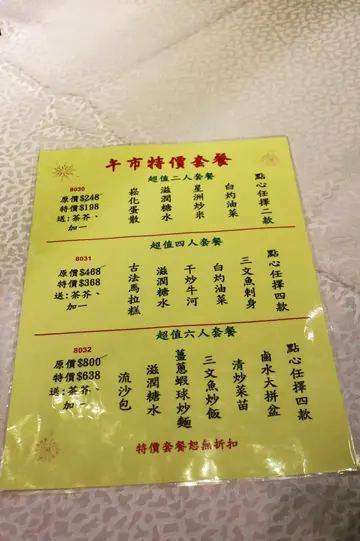 午市特價套餐
超值二人套餐
點心任擇二款
白灼油菜
星洲炒米
滋潤糖水
崧化蛋散
8030
原價$248
特價$198
送:茶芥、
加一
超值四人套餐
點心任擇四款
三文魚刺身
白灼油菜
干炒牛河
滋潤糖水
古法馬拉糕
8031
原價$468
特價$368
送:茶芥、
加一
超值六人套餐
點心任擇四款
鹵水大拼盆
清炒菜苗
三文魚炒飯
薑蔥蝦球炒麵
滋潤糖水
流沙包
8032
原價$800
特價$638
送:茶芥、
加一
特價套餐恕無折扣